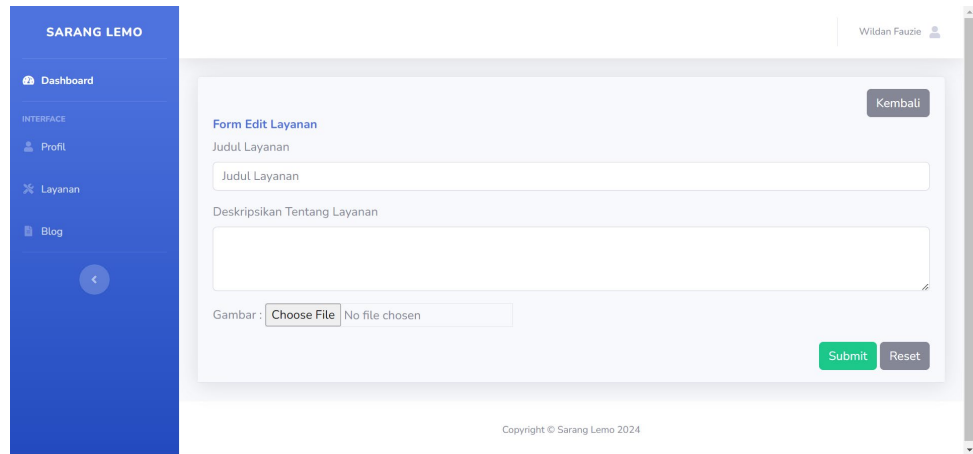 SARANG LEMO
Wildan Fauzie
Dashboard
INTERFACE
Profil
Layanan
Blog
Kembali
Form Edit Layanan
Judul Layanan
Judul Layanan
Deskripsikan Tentang Layanan
Gambar : Choose File No file chosen
Submit Reset
Copyright © Sarang Lemo 2024